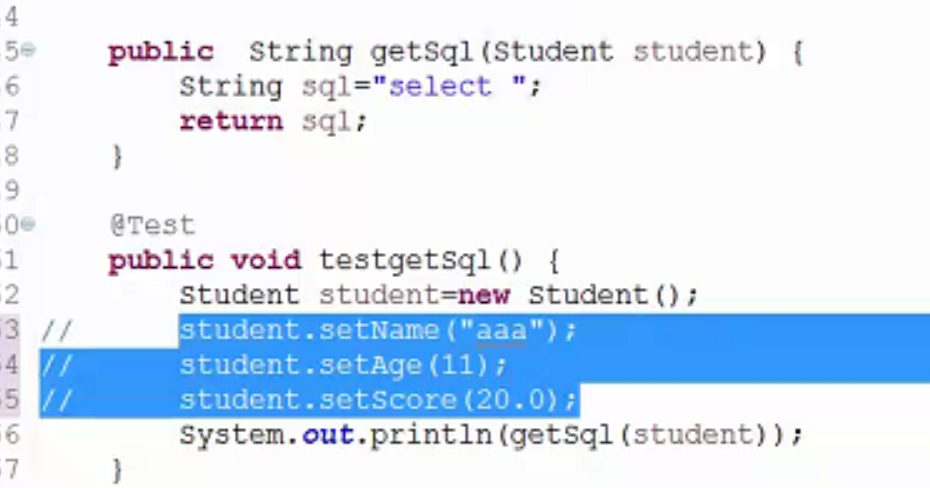 4
5    public  String getSql(Student student) {
6        String sql="select ";
7        return sql;
8    }
9
0    @Test
1    public void testgetSql() {
2        Student student=new Student();
3 //      student.setName("aaa");
4 //      student.setAge(11);
5 //      student.setScore(20.0);
6        System.out.println(getSql(student));
7    }